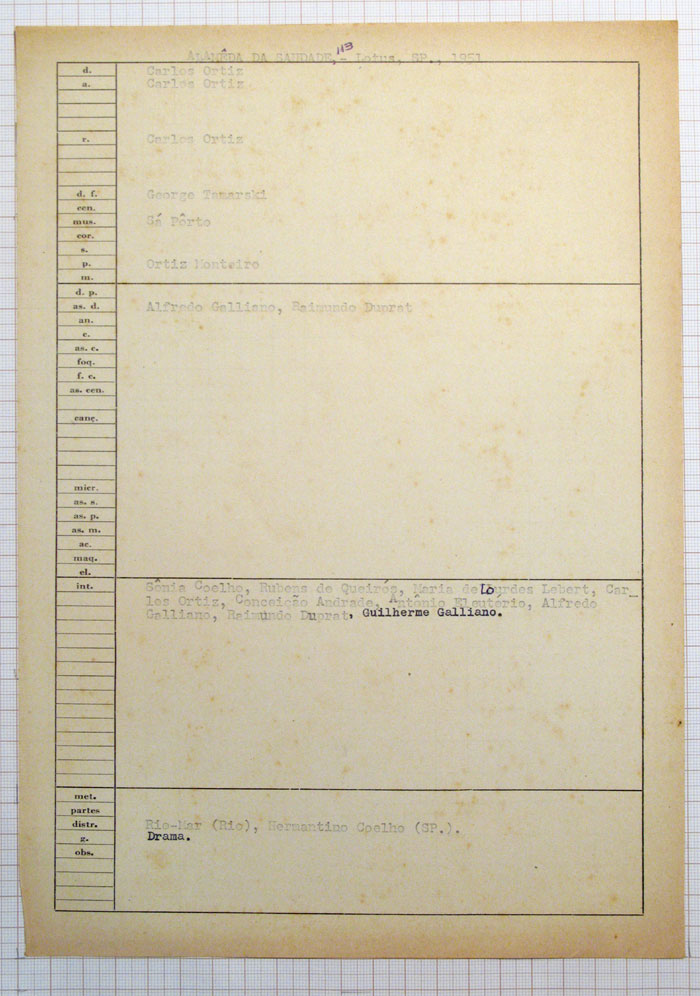 ALAMÊDA DA SAUDADE, 113 - Lotus, SP., 1951
d. Carlos Ortiz
a. Carlos Ortiz
r. Carlos Ortiz
d. f. George Tamarski
cen.
mus. Sá Pôrto
cor.
s.
p. Ortiz Monteiro
m.
d. p.
as. d. Alfredo Galliano, Raimundo Duprat
an.
c.
as. c.
foq.
f. c.
as. cen.
canç.
micr.
as. s.
as. p.
as. m.
ac.
maq.
el.
int. Sônia Coelho, Rubens de Queiróz, Maria de Lourdes Lebert, Car_
los Ortiz, Conceição Andrade, Antônio Eleutério, Alfredo
Galliano, Raimundo Duprat, Guilherme Galliano.
met.
partes
distr. Rio-Mar (Rio), Hermantino Coelho (SP.).
g. Drama.
obs.